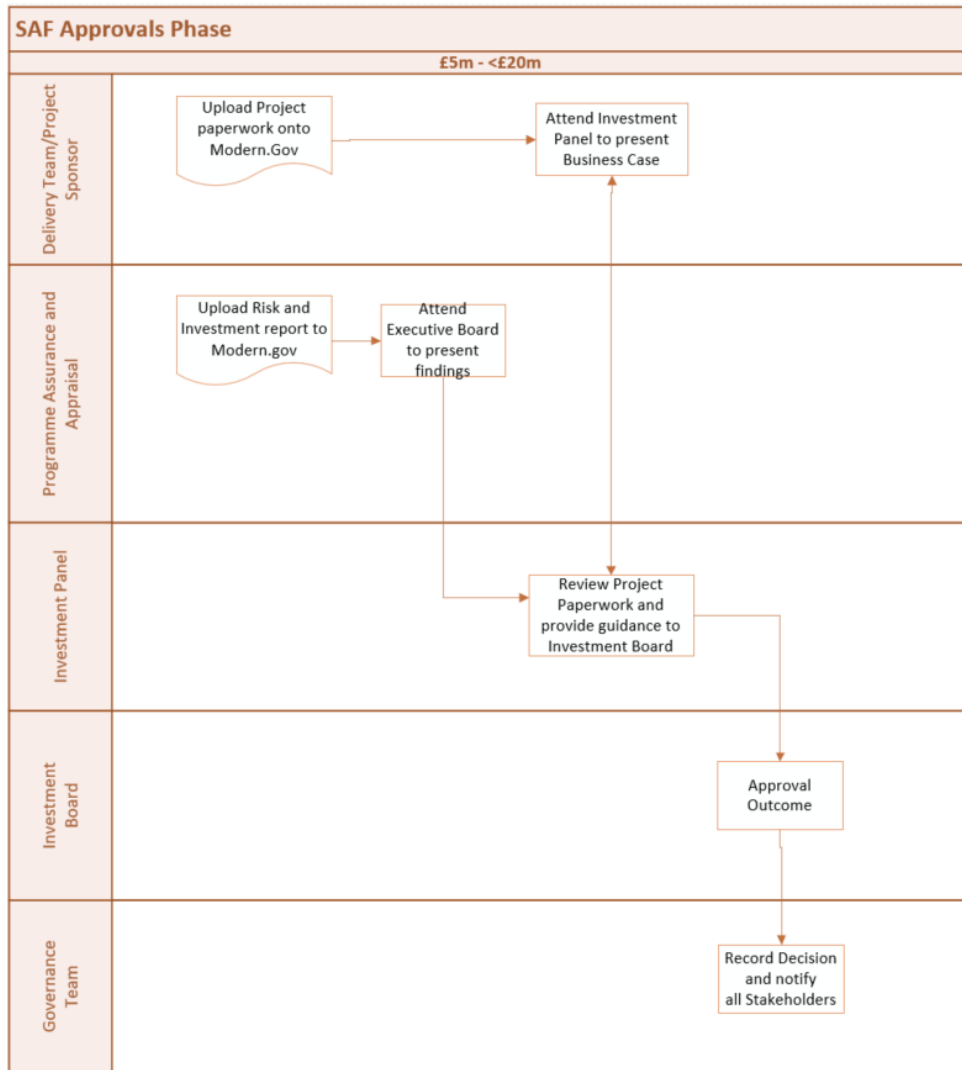 SAF Approvals Phase
£5m - <£20m
Delivery Team/Project
Sponsor
Upload Project
paperwork onto
Modern.Gov
Attend Investment
Panel to present
Business Case
Programme Assurance and
Appraisal
Upload Risk and
Investment report to
Modern.gov
Attend
Executive Board
to present
findings
Investment Panel
Review Project
Paperwork and
provide guidance to
Investment Board
Investment
Board
Approval
Outcome
Governance
Team
Record Decision
and notify
all Stakeholders